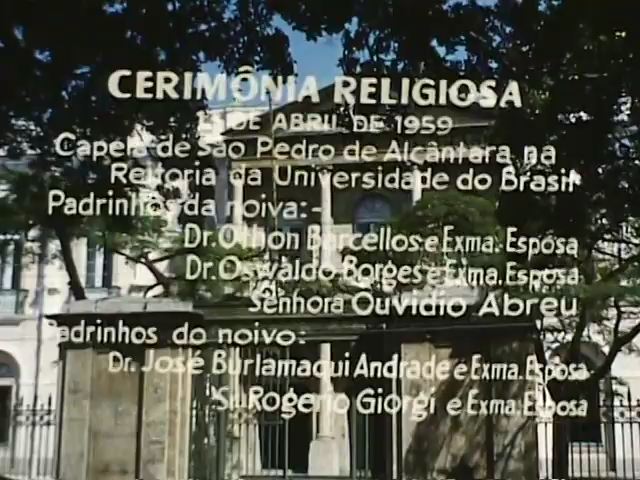 CERIMÔNIA RELIGIOSA
DE ABRIL DE 1959
Capela de São Pedro de Alcântara na
Reitoria da Universidade do Brasil
Padrinhos da noiva:-
Dr. Othon Barcellos e Exma. Esposa
Dr. Oswaldo Borges e Exma. Esposa
Senhora Ouvidio Abreu
Padrinhos do noivo:
Dr. José Burlamaqui Andrade e Exma. Esposa
Sr. Rogerio Giorgi e Exma. Esposa